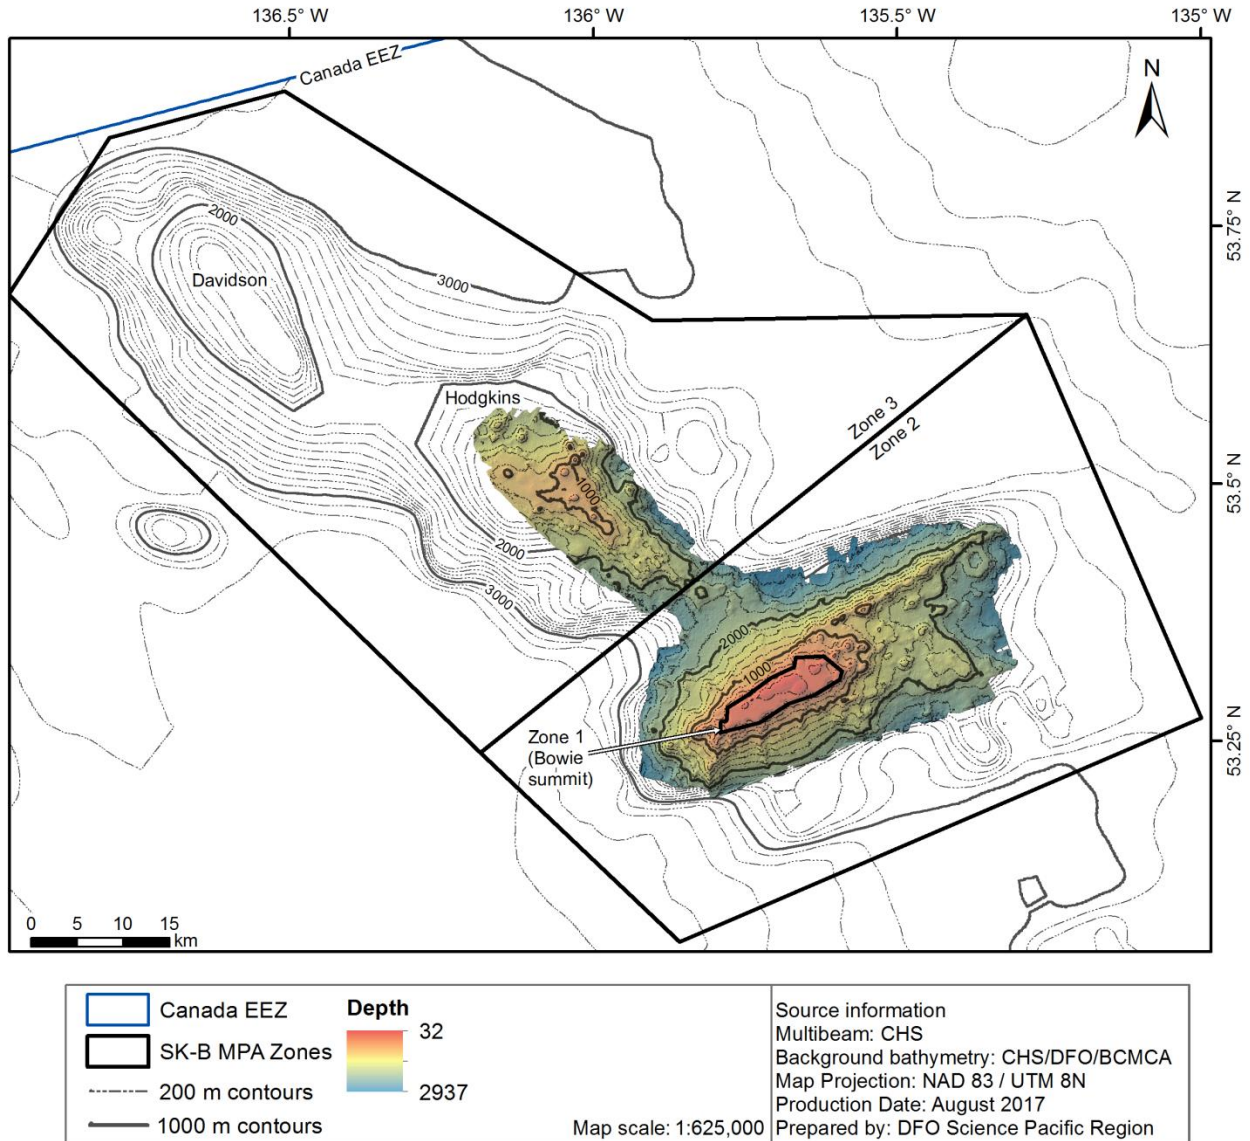 136.5° W
136° W
135.5° W
135° W
Canada EEZ
N
53.75° N
2000
Davidson
3000
Hodgkins
Zone 3
Zone 2
1000
53.5° N
2000
3000
2000
1000
Zone 1
(Bowie
summit)
53.25° N
0 5 10 15
km
Canada EEZ
SK-B MPA Zones
200 m contours
1000 m contours
Depth
32
2937
Map scale: 1:625,000
Source information
Multibeam: CHS
Background bathymetry: CHS/DFO/BCMCA
Map Projection: NAD 83 / UTM 8N
Production Date: August 2017
Prepared by: DFO Science Pacific Region